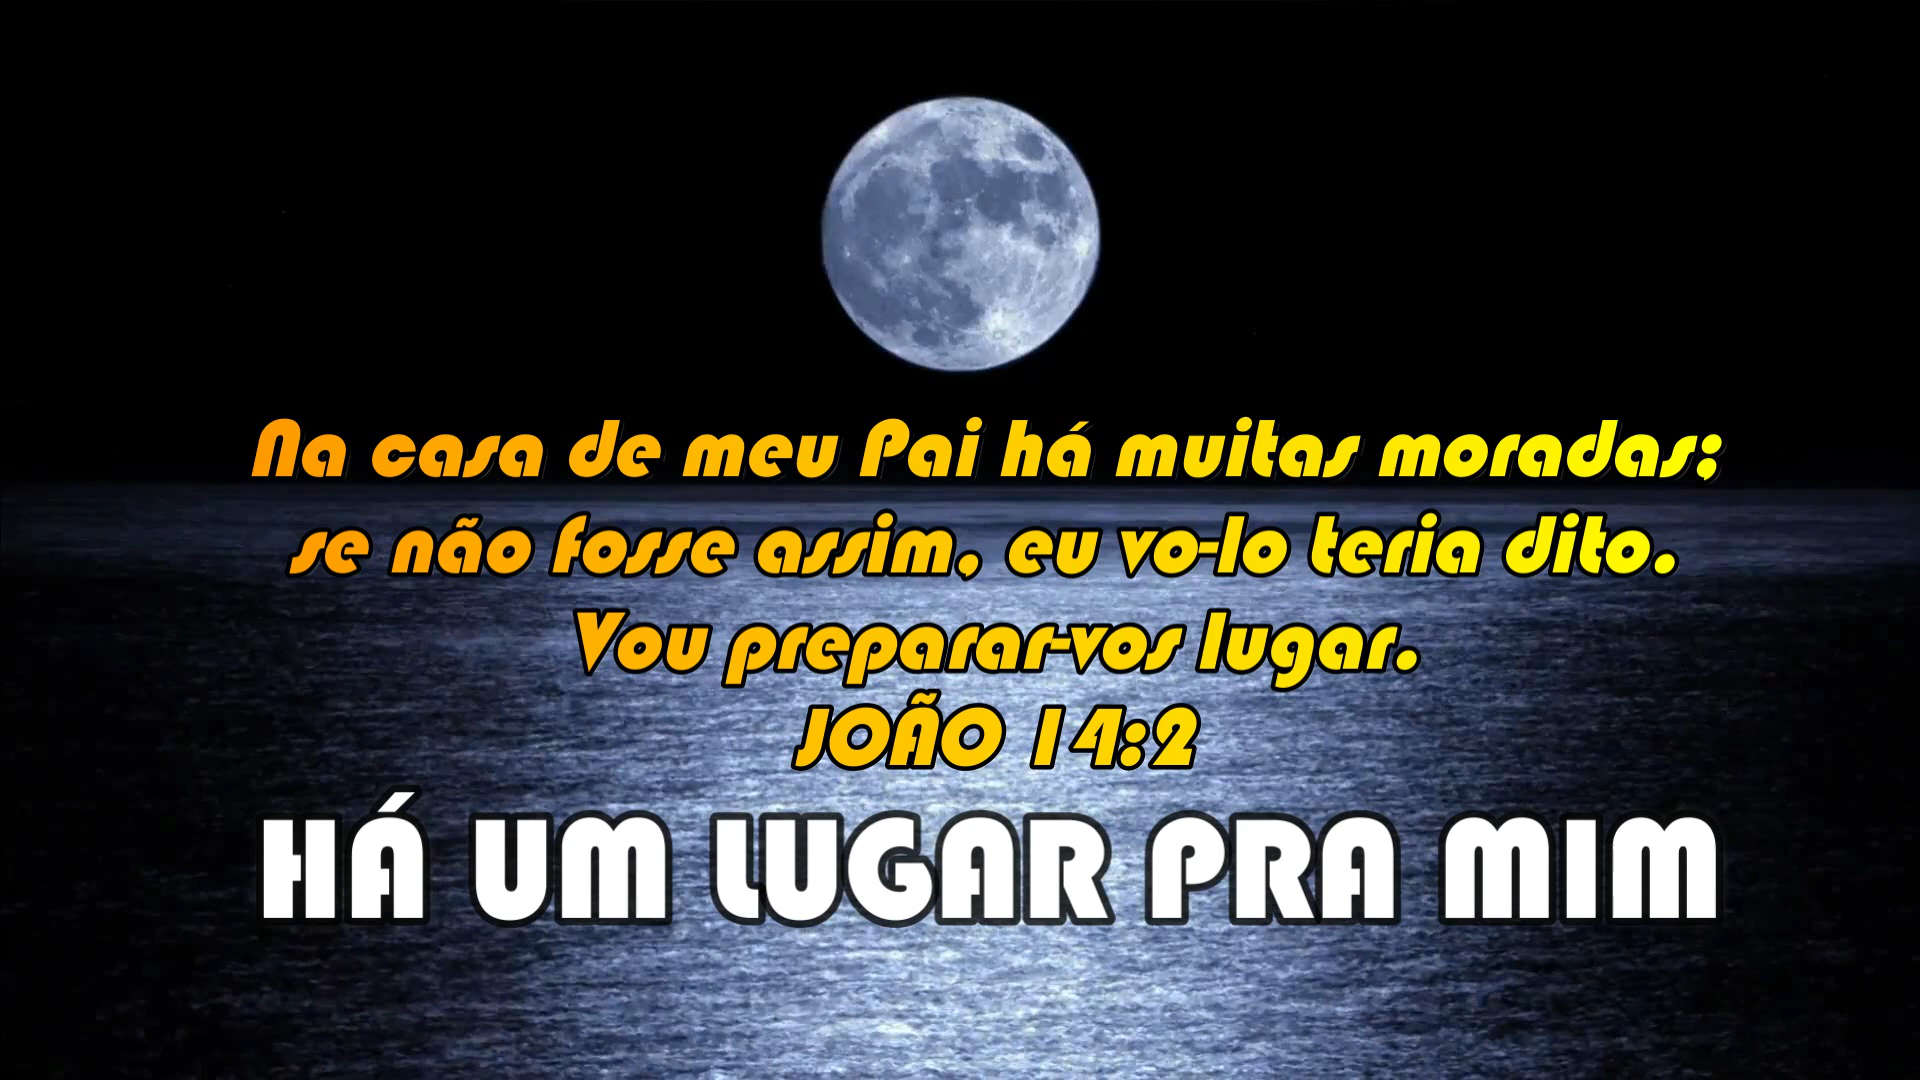 Na casa de meu Pai há muitas moradas;
se não fosse assim, eu vo-lo teria dito.
Vou preparar-vos lugar.
JOÃO 14:2
HÁ UM LUGAR PRA MIM